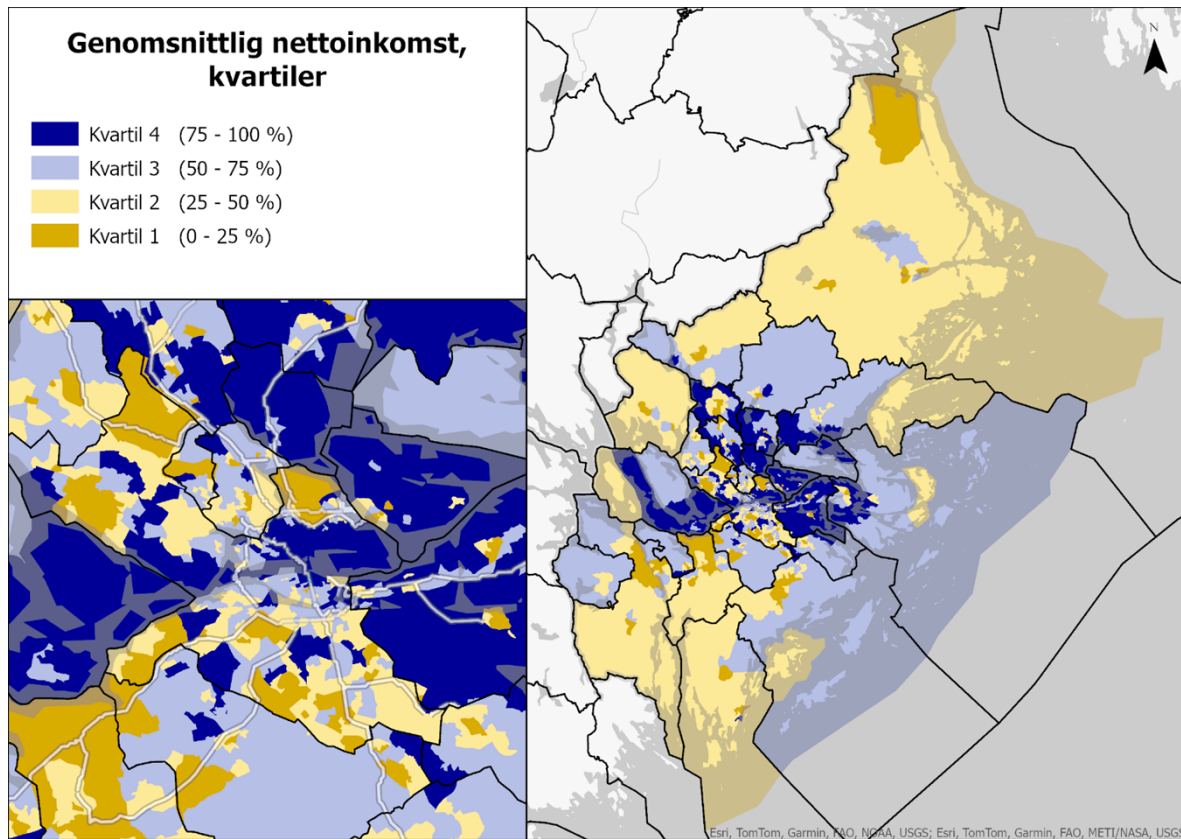 Genomsnittlig nettoinkomst,
kvartiler
Kvartil 4 (75 - 100 %)
Kvartil 3 (50 - 75 %)
Kvartil 2 (25 - 50 %)
Kvartil 1 (0 - 25 %)
N
Esri, TomTom, Garmin, FAO, NOAA, USGS; Esri, TomTom, Garmin, FAO, METI/NASA, USGS